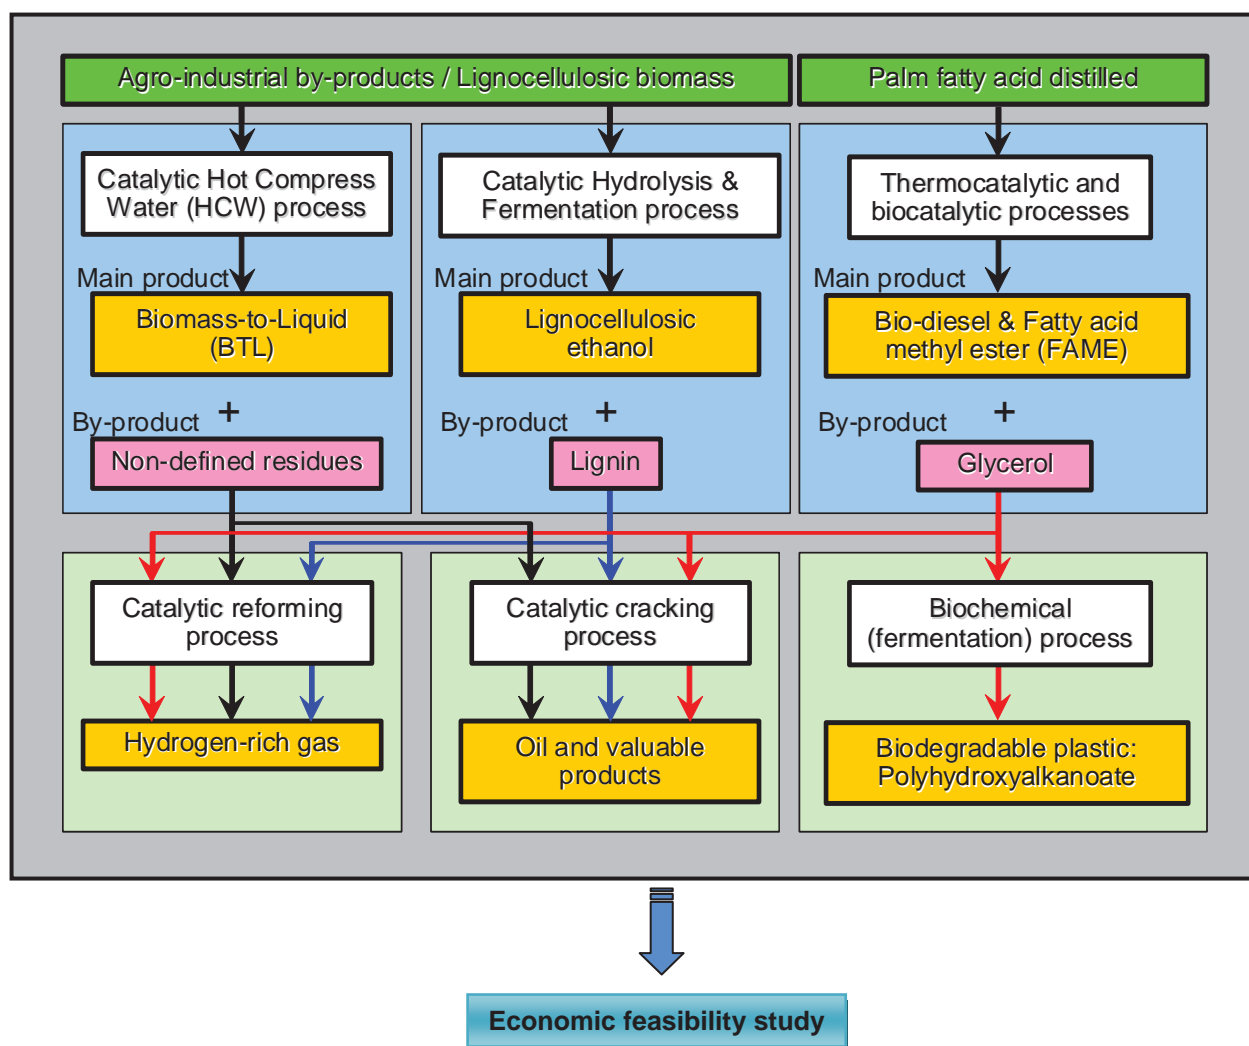 Agro-industrial by-products / Lignocellulosic biomass
Palm fatty acid distilled
Catalytic Hot Compress
Water (HCW) process
Catalytic Hydrolysis &
Fermentation process
Thermocatalytic and
biocatalytic processes
Main product
Main product
Main product
Biomass-to-Liquid
(BTL)
Lignocellulosic
ethanol
Bio-diesel & Fatty acid
methyl ester (FAME)
+
+
+
By-product
By-product
By-product
Non-defined residues
Lignin
Glycerol
Catalytic reforming
process
Catalytic cracking
process
Biochemical
(fermentation) process
Hydrogen-rich gas
Oil and valuable
products
Biodegradable plastic:
Polyhydroxyalkanoate
Economic feasibility study